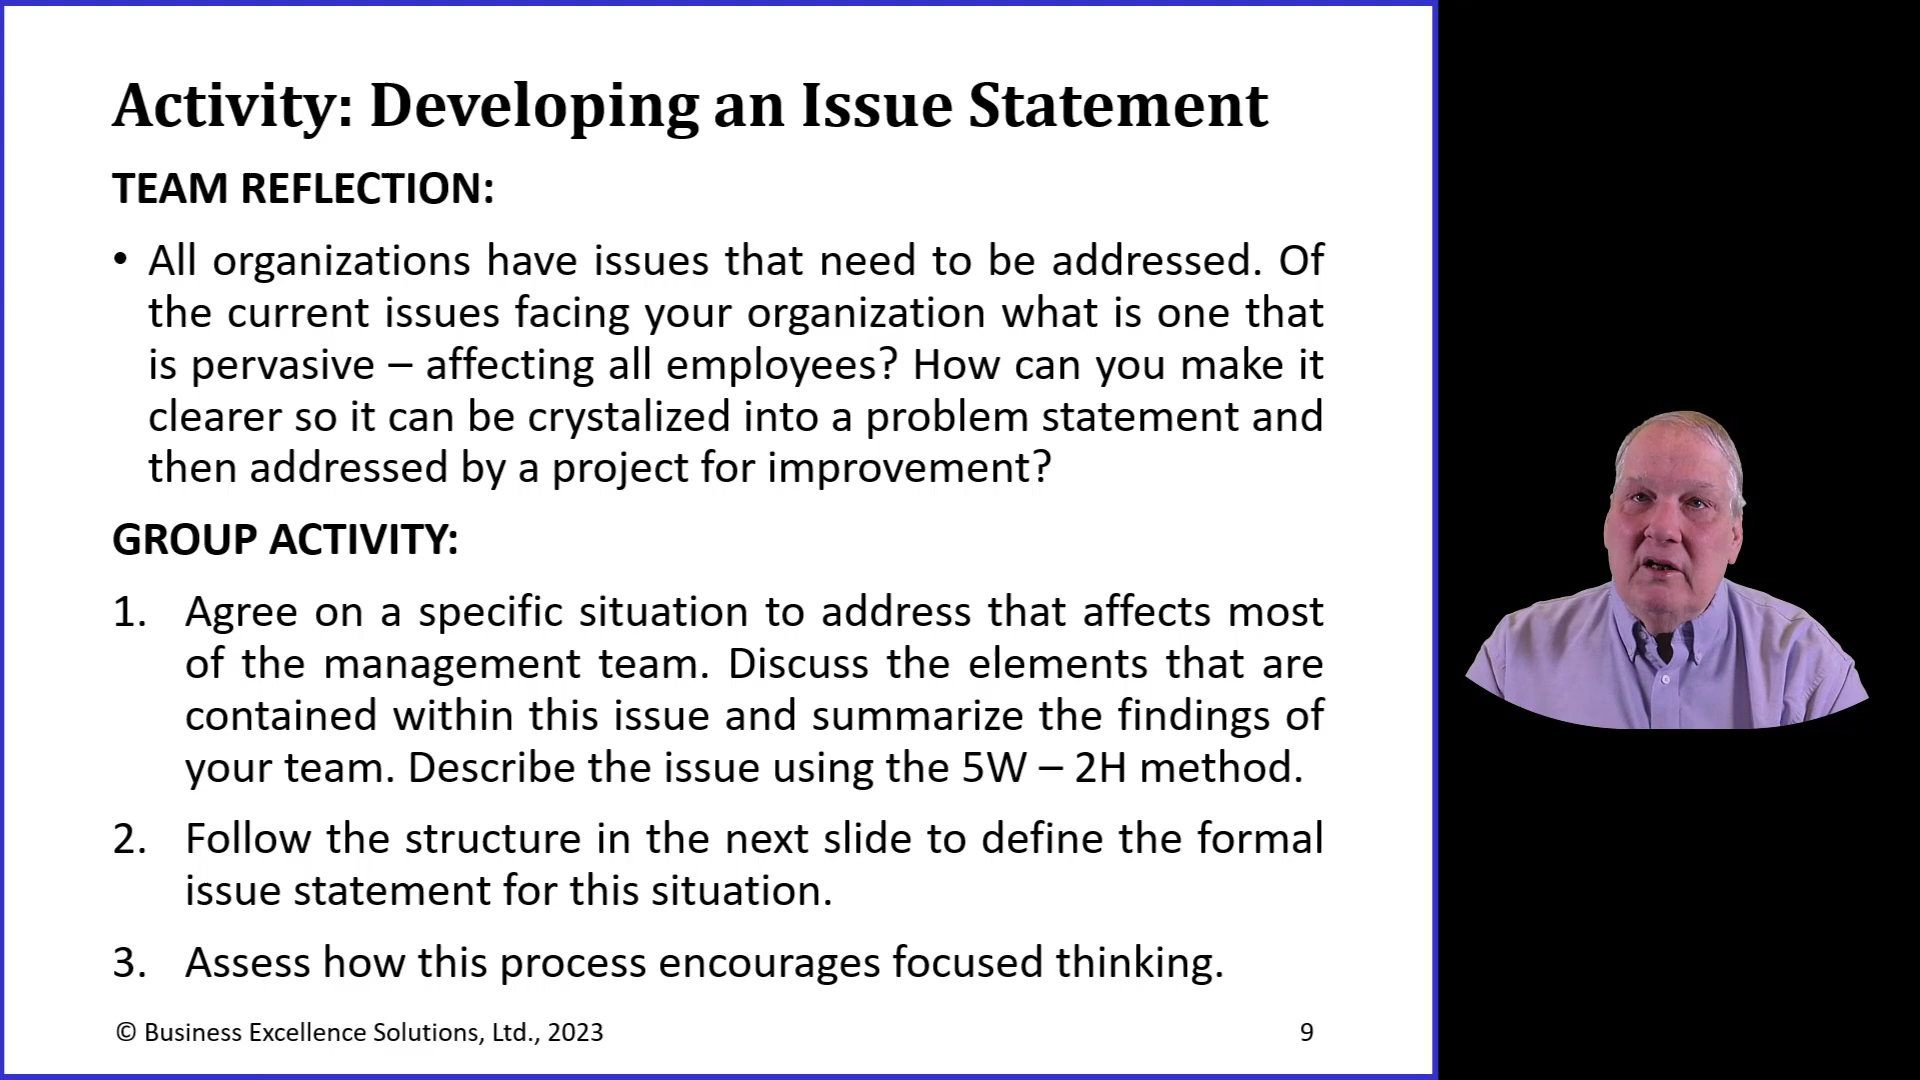 Activity: Developing an Issue Statement
TEAM REFLECTION:
• All organizations have issues that need to be addressed. Of
the current issues facing your organization what is one that
is pervasive – affecting all employees? How can you make it
clearer so it can be crystalized into a problem statement and
then addressed by a project for improvement?
GROUP ACTIVITY:
1. Agree on a specific situation to address that affects most
of the management team. Discuss the elements that are
contained within this issue and summarize the findings of
your team. Describe the issue using the 5W – 2H method.
2. Follow the structure in the next slide to define the formal
issue statement for this situation.
3. Assess how this process encourages focused thinking.
© Business Excellence Solutions, Ltd., 2023
9